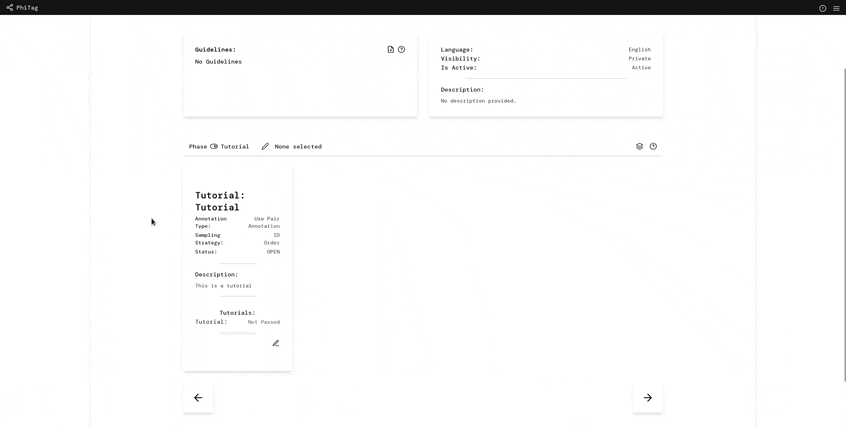 PhiTag
Guidelines:
No Guidelines
Language: English
Visibility: Private
Is Active: Active
Description:
No description provided.
Phase Tutorial None selected
Tutorial:
Tutorial
Annotation Use Pair
Type: Annotation
Sampling ID
Strategy: Order
Status: OPEN
Description:
This is a tutorial
Tutorials:
Tutorial: Not Passed